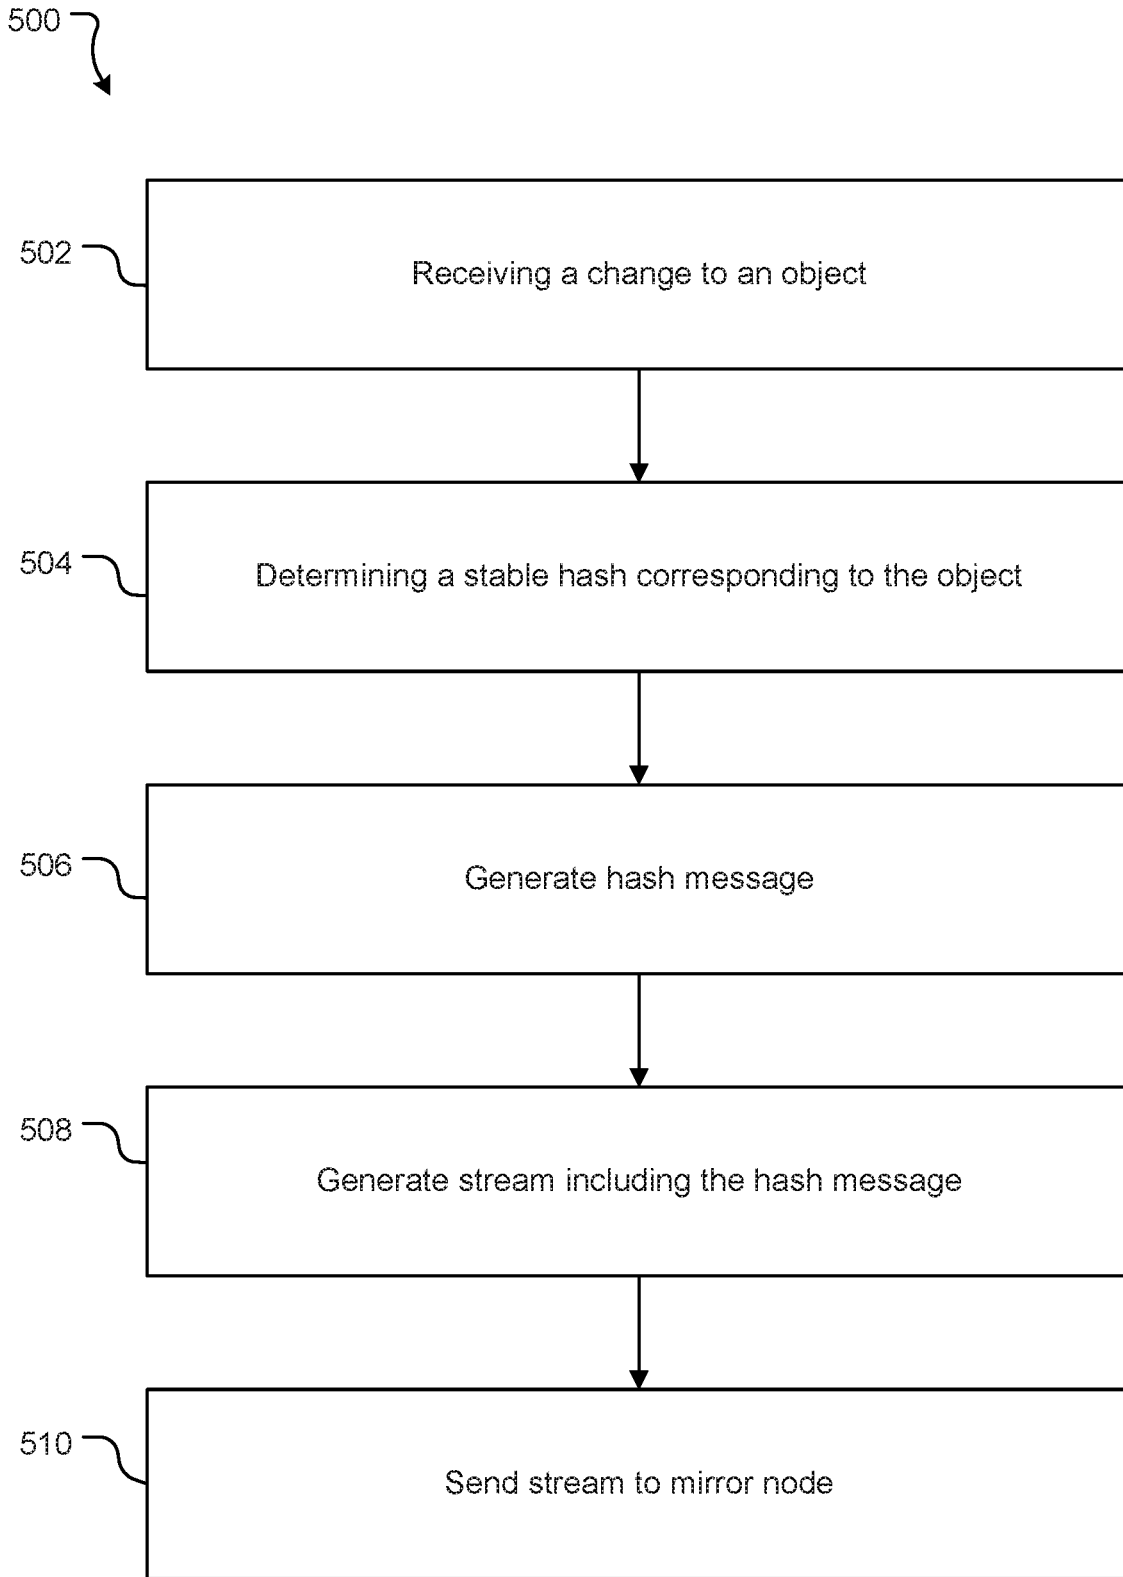 500
502
Receiving a change to an object
504
Determining a stable hash corresponding to the object
506
Generate hash message
508
Generate stream including the hash message
510
Send stream to mirror node